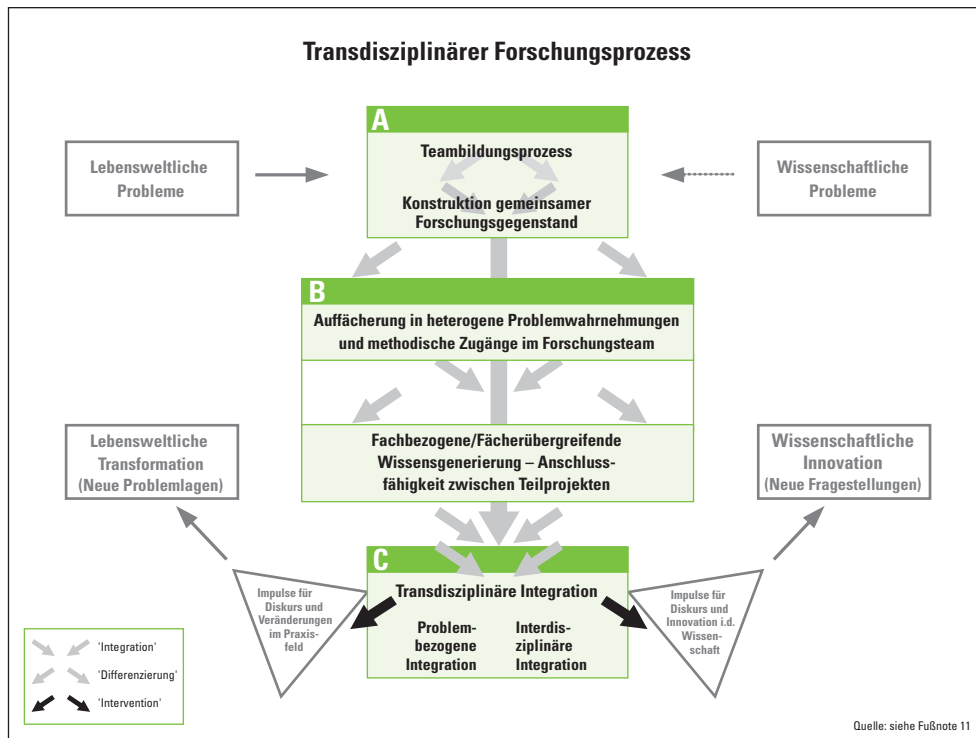 Transdisziplinärer Forschungsprozess
A
Teambildungsprozess
Konstruktion gemeinsamer
Forschungsgegenstand
Lebensweltliche
Probleme
Wissenschaftliche
Probleme
B
Auffächerung in heterogene Problemwahrnehmungen
und methodische Zugänge im Forschungsteam
Fachbezogene/Fächerübergreifende
Wissensgenerierung – Anschluss-
fähigkeit zwischen Teilprojekten
Lebensweltliche
Transformation
(Neue Problemlagen)
Wissenschaftliche
Innovation
(Neue Fragestellungen)
C
Transdisziplinäre Integration
Problem-
bezogene
Integration
Interdis-
ziplinäre
Integration
Impulse für
Diskurs und
Veränderungen
im Praxis-
feld
Impulse für
Diskurs und
Innovation i.d.
Wissen-
schaft
'Integration'
'Differenzierung'
'Intervention'
Quelle: siehe Fußnote 11